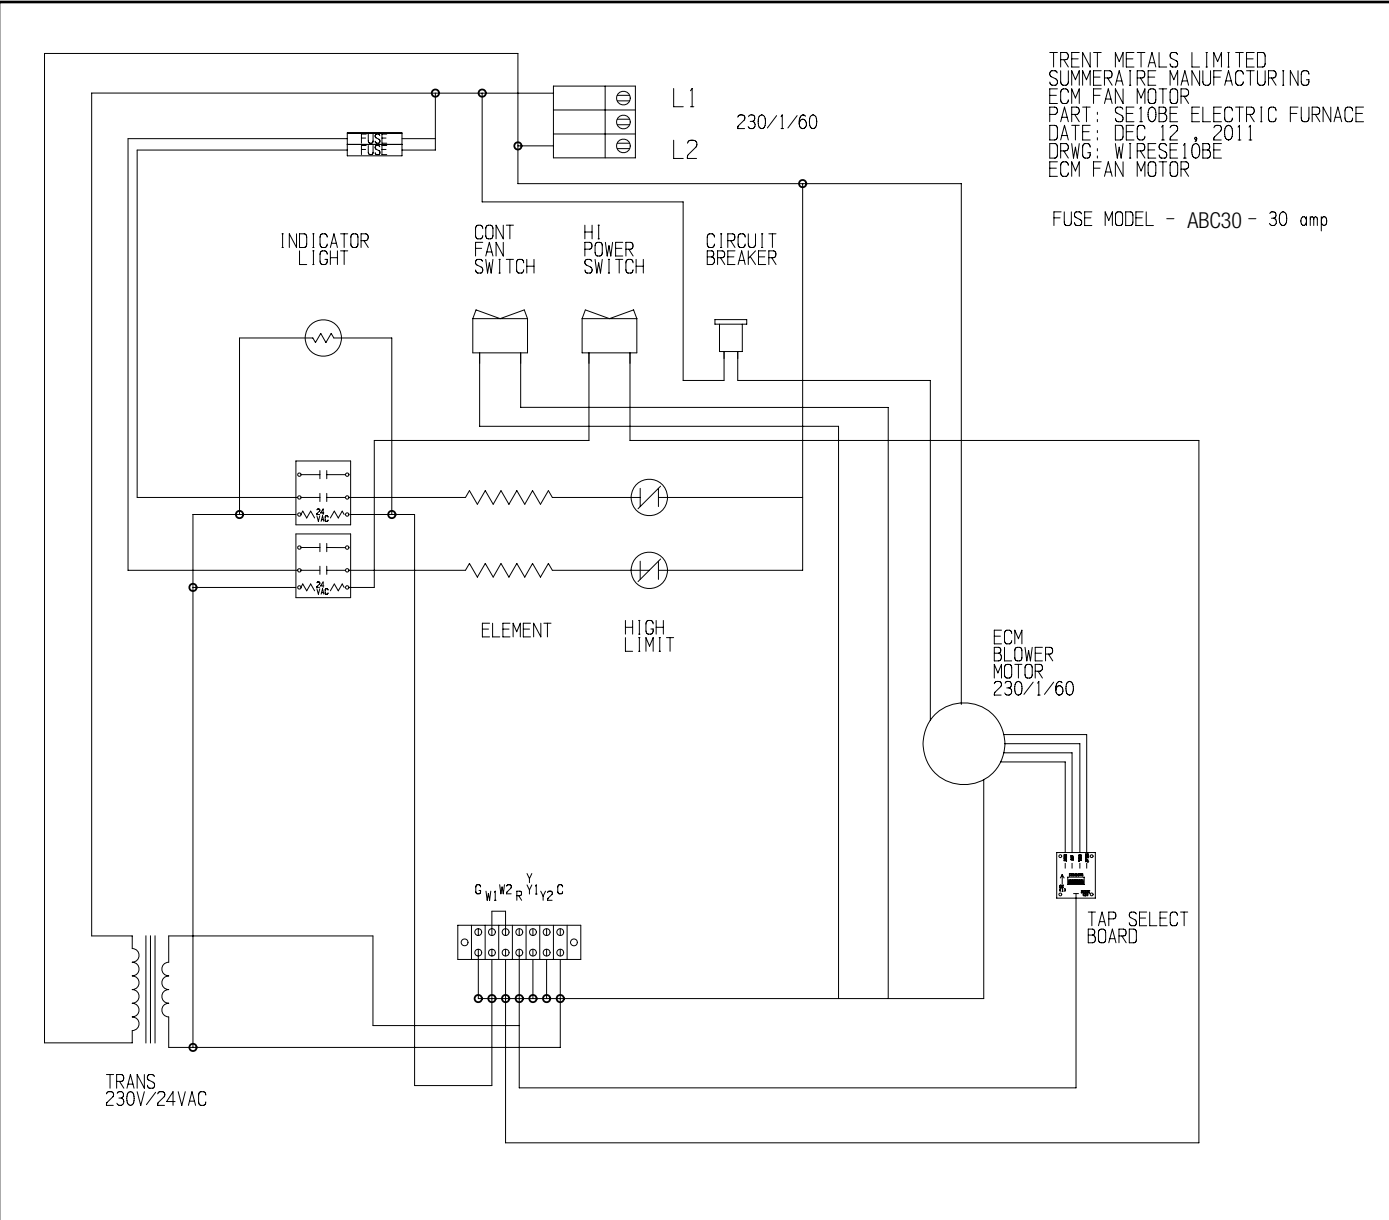 TRENT METALS LIMITED
SUMMERAIRE MANUFACTURING
ECM FAN MOTOR
PART: SE10BE ELECTRIC FURNACE
DATE: DEC 12 , 2011
DRWG: WIRESE10BE
ECM FAN MOTOR
FUSE MODEL - ABC30 - 30 amp
L1
230/1/60
L2
FUSE
FUSE
INDICATOR
LIGHT
CONT
FAN
SWITCH
HI
POWER
SWITCH
CIRCUIT
BREAKER
24
VAC
24
VAC
ELEMENT
HIGH
LIMIT
ECM
BLOWER
MOTOR
230/1/60
G W1 W2 R Y Y1 Y2 C
TAP SELECT
BOARD
TRANS
230V/24VAC